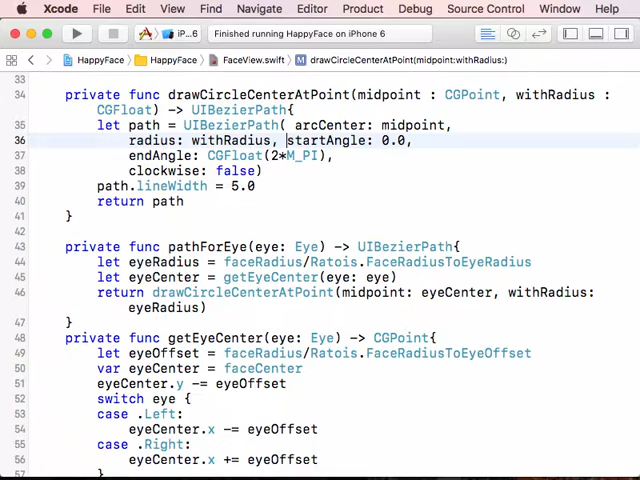 Xcode File Edit View Find Navigate Editor Product Debug Source Control Window Help
iP...6 Finished running HappyFace on iPhone 6
HappyFace HappyFace FaceView.swift M drawCircleCenterAtPoint(midpoint:withRadius:)
33
34 private func drawCircleCenterAtPoint(midpoint : CGPoint, withRadius :
CGFloat) -> UIBezierPath{
35 let path = UIBezierPath( arcCenter: midpoint,
36 radius: withRadius, startAngle: 0.0,
37 endAngle: CGFloat(2*M_PI),
38 clockwise: false)
39 path.lineWidth = 5.0
40 return path
41 }
42
43 private func pathForEye(eye: Eye) -> UIBezierPath{
44 let eyeRadius = faceRadius/Ratois.FaceRadiusToEyeRadius
45 let eyeCenter = getEyeCenter(eye: eye)
46 return drawCircleCenterAtPoint(midpoint: eyeCenter, withRadius:
eyeRadius)
47 }
48 private func getEyeCenter(eye: Eye) -> CGPoint{
49 let eyeOffset = faceRadius/Ratois.FaceRadiusToEyeOffset
50 var eyeCenter = faceCenter
51 eyeCenter.y -= eyeOffset
52 switch eye {
53 case .Left:
54 eyeCenter.x -= eyeOffset
55 case .Right:
56 eyeCenter.x += eyeOffset
57 }